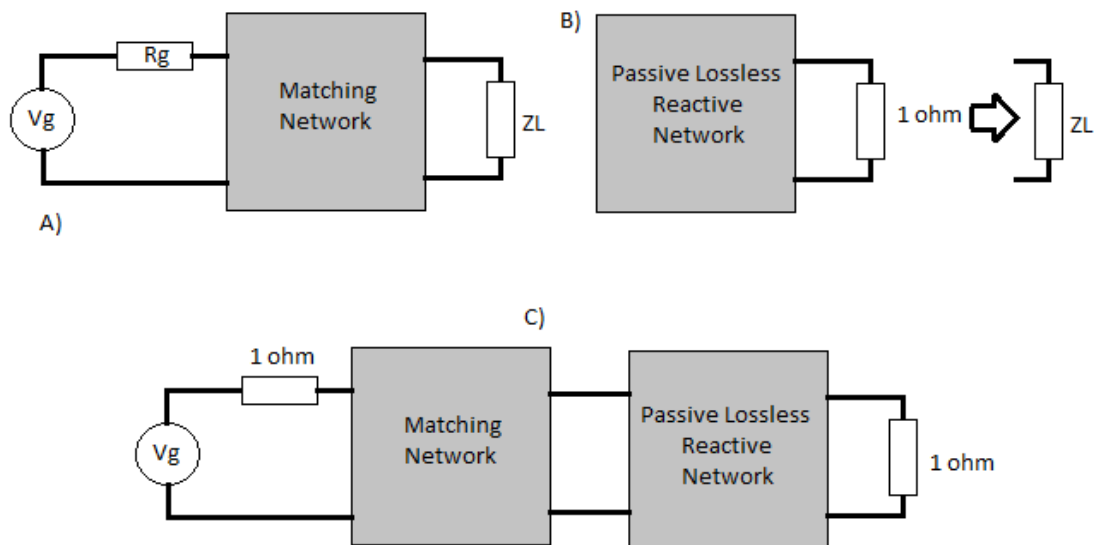 Rg
Vg
Matching
Network
ZL
A)
B)
Passive Lossless
Reactive
Network
1 ohm
ZL
C)
1 ohm
Vg
Matching
Network
Passive Lossless
Reactive
Network
1 ohm